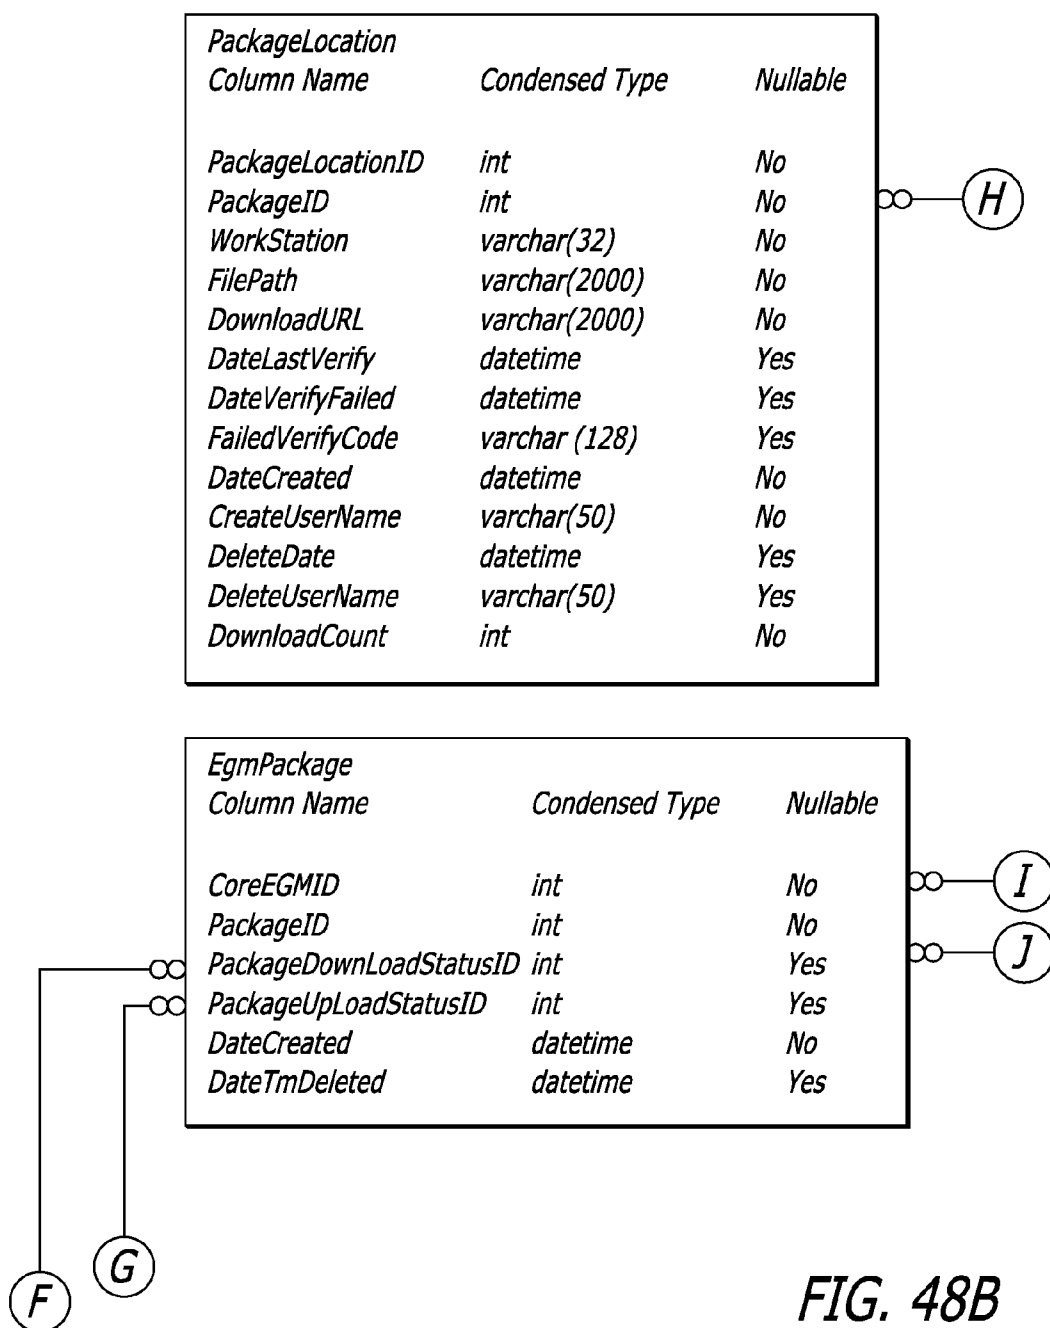 PackageLocation
Column Name Condensed Type Nullable
PackageLocationID int No
PackageID int No
H
WorkStation varchar(32) No
FilePath varchar(2000) No
DownloadURL varchar(2000) No
DateLastVerify datetime Yes
DateVerifyFailed datetime Yes
FailedVerifyCode varchar (128) Yes
DateCreated datetime No
CreateUserName varchar(50) No
DeleteDate datetime Yes
DeleteUserName varchar(50) Yes
DownloadCount int No
EgmPackage
Column Name Condensed Type Nullable
CoreEGMID int No
I
PackageID int No
J
PackageDownLoadStatusID int Yes
PackageUpLoadStatusID int Yes
DateCreated datetime No
DateTmDeleted datetime Yes
G
F
FIG. 48B